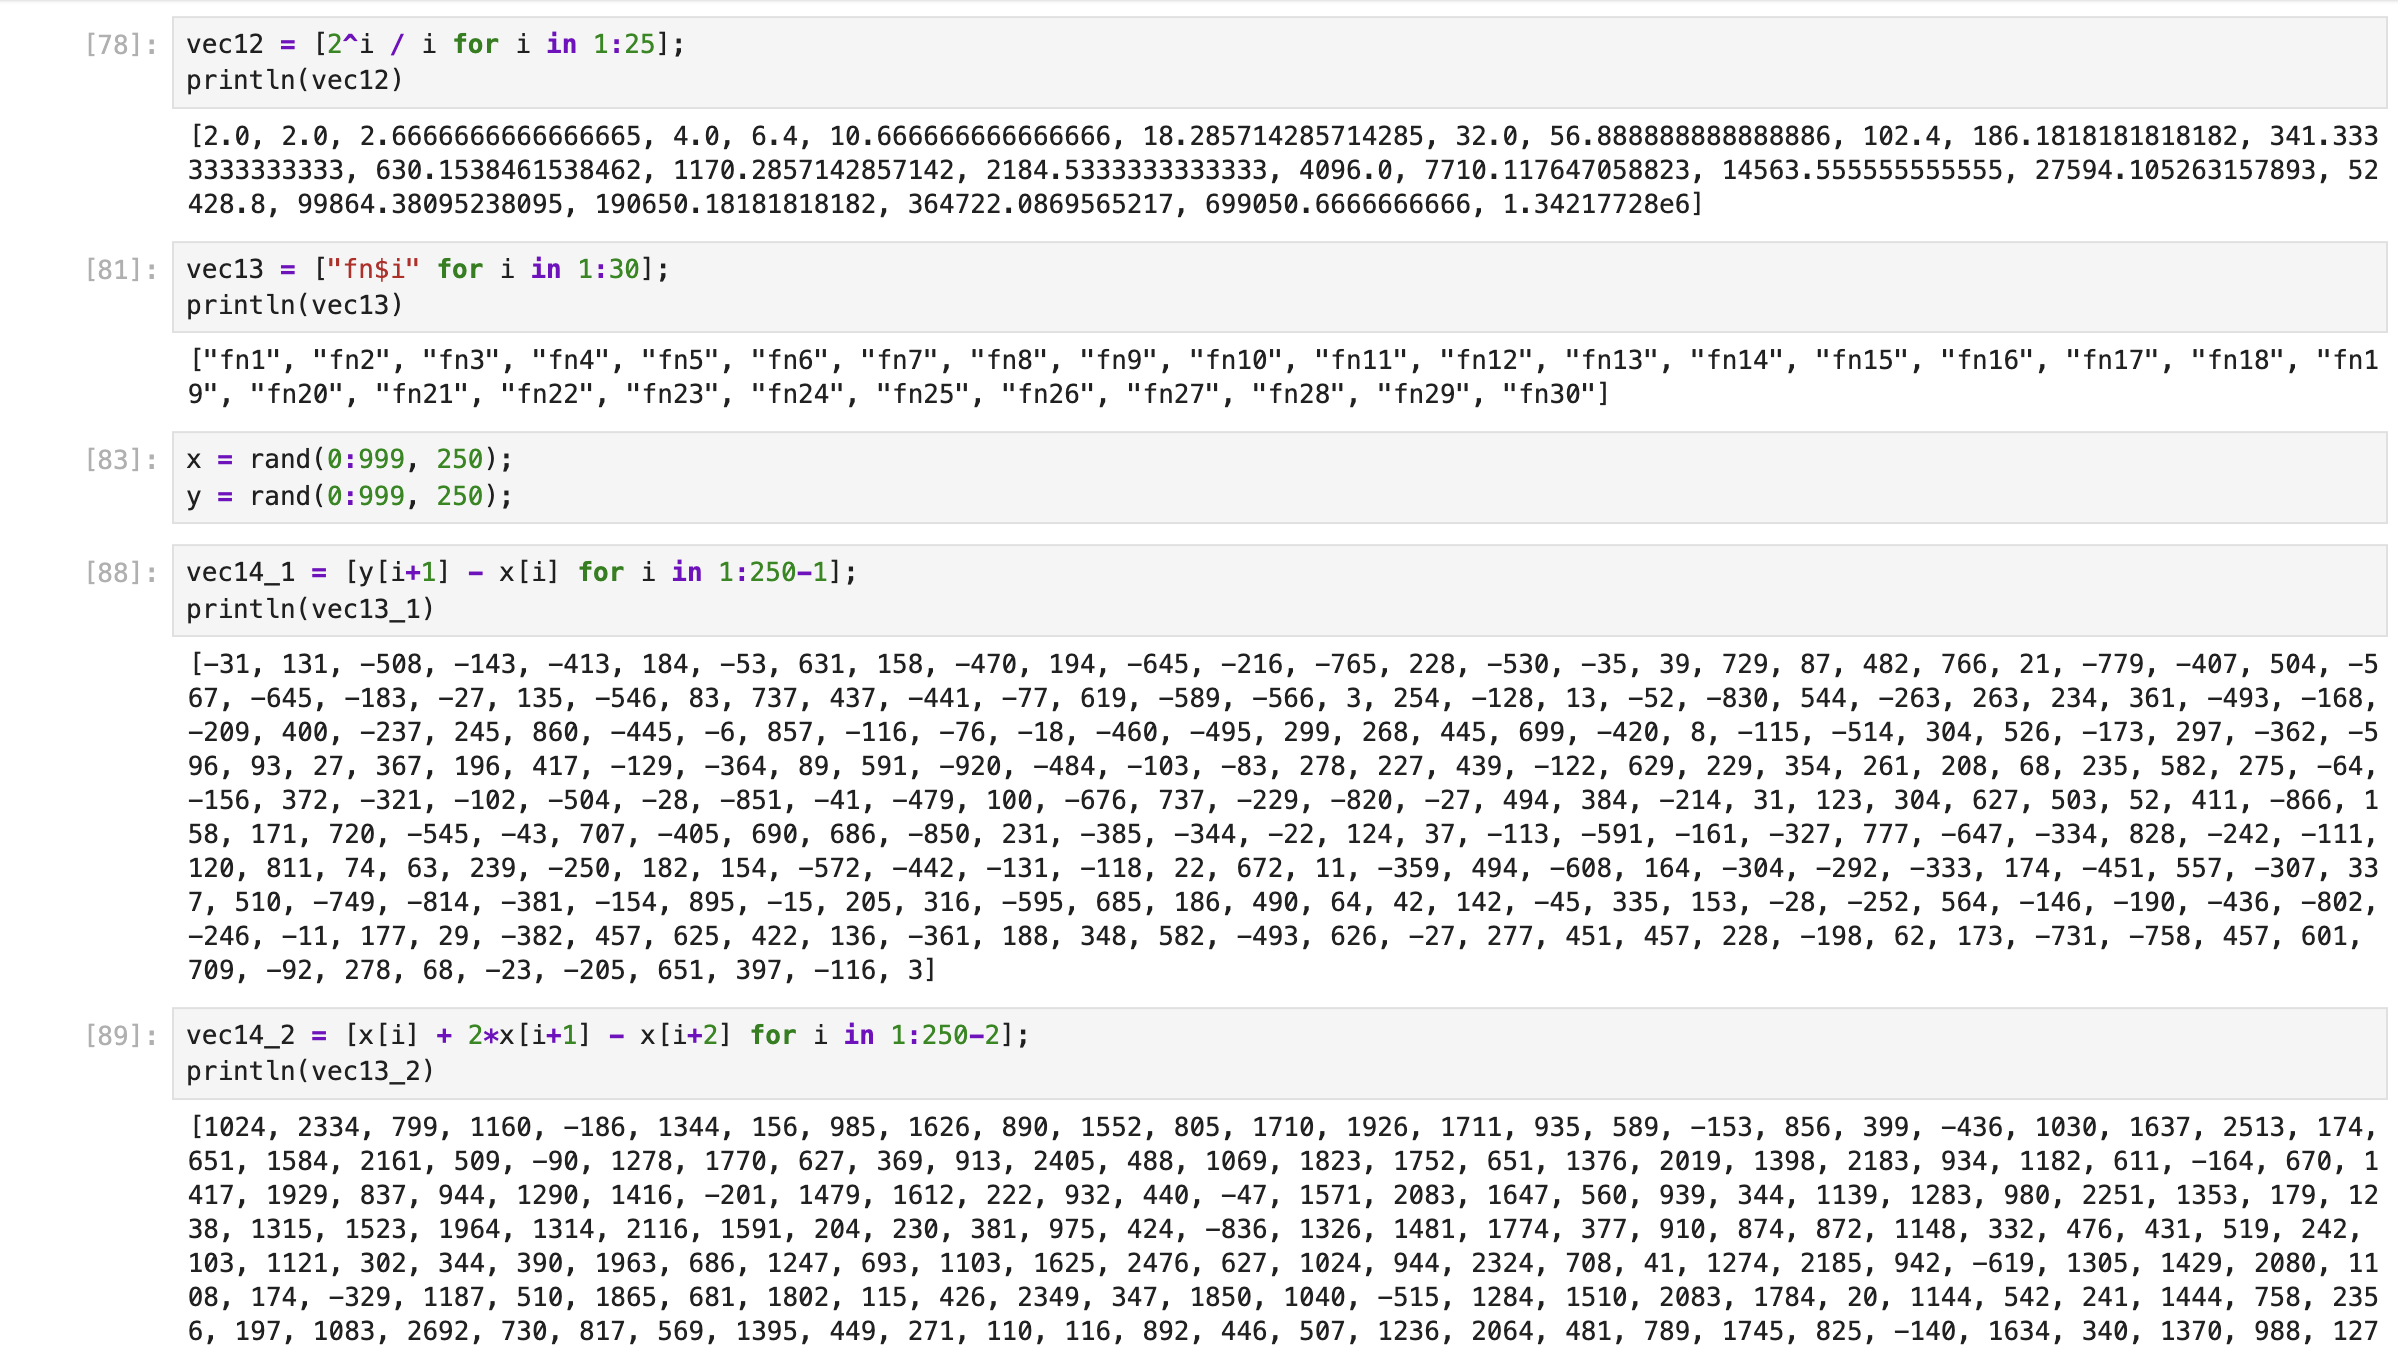 [78]: vec12 = [2^i / i for i in 1:25];
println(vec12)
[2.0, 2.0, 2.6666666666666665, 4.0, 6.4, 10.666666666666666, 18.285714285714285, 32.0, 56.888888888888886, 102.4, 186.1818181818182, 341.333
3333333333, 630.1538461538462, 1170.2857142857142, 2184.5333333333333, 4096.0, 7710.117647058823, 14563.555555555555, 27594.105263157893, 52
428.8, 99864.38095238095, 190650.18181818182, 364722.0869565217, 699050.6666666666, 1.34217728e6]
[81]: vec13 = ["fn$i" for i in 1:30];
println(vec13)
["fn1", "fn2", "fn3", "fn4", "fn5", "fn6", "fn7", "fn8", "fn9", "fn10", "fn11", "fn12", "fn13", "fn14", "fn15", "fn16", "fn17", "fn18", "fn1
9", "fn20", "fn21", "fn22", "fn23", "fn24", "fn25", "fn26", "fn27", "fn28", "fn29", "fn30"]
[83]: x = rand(0:999, 250);
y = rand(0:999, 250);
[88]: vec14_1 = [y[i+1] − x[i] for i in 1:250−1];
println(vec13_1)
[−31, 131, −508, −143, −413, 184, −53, 631, 158, −470, 194, −645, −216, −765, 228, −530, −35, 39, 729, 87, 482, 766, 21, −779, −407, 504, −5
67, −645, −183, −27, 135, −546, 83, 737, 437, −441, −77, 619, −589, −566, 3, 254, −128, 13, −52, −830, 544, −263, 263, 234, 361, −493, −168,
−209, 400, −237, 245, 860, −445, −6, 857, −116, −76, −18, −460, −495, 299, 268, 445, 699, −420, 8, −115, −514, 304, 526, −173, 297, −362, −5
96, 93, 27, 367, 196, 417, −129, −364, 89, 591, −920, −484, −103, −83, 278, 227, 439, −122, 629, 229, 354, 261, 208, 68, 235, 582, 275, −64,
−156, 372, −321, −102, −504, −28, −851, −41, −479, 100, −676, 737, −229, −820, −27, 494, 384, −214, 31, 123, 304, 627, 503, 52, 411, −866, 1
58, 171, 720, −545, −43, 707, −405, 690, 686, −850, 231, −385, −344, −22, 124, 37, −113, −591, −161, −327, 777, −647, −334, 828, −242, −111,
120, 811, 74, 63, 239, −250, 182, 154, −572, −442, −131, −118, 22, 672, 11, −359, 494, −608, 164, −304, −292, −333, 174, −451, 557, −307, 33
7, 510, −749, −814, −381, −154, 895, −15, 205, 316, −595, 685, 186, 490, 64, 42, 142, −45, 335, 153, −28, −252, 564, −146, −190, −436, −802,
−246, −11, 177, 29, −382, 457, 625, 422, 136, −361, 188, 348, 582, −493, 626, −27, 277, 451, 457, 228, −198, 62, 173, −731, −758, 457, 601,
709, −92, 278, 68, −23, −205, 651, 397, −116, 3]
[89]: vec14_2 = [x[i] + 2*x[i+1] − x[i+2] for i in 1:250−2];
println(vec13_2)
[1024, 2334, 799, 1160, −186, 1344, 156, 985, 1626, 890, 1552, 805, 1710, 1926, 1711, 935, 589, −153, 856, 399, −436, 1030, 1637, 2513, 174,
651, 1584, 2161, 509, −90, 1278, 1770, 627, 369, 913, 2405, 488, 1069, 1823, 1752, 651, 1376, 2019, 1398, 2183, 934, 1182, 611, −164, 670, 1
417, 1929, 837, 944, 1290, 1416, −201, 1479, 1612, 222, 932, 440, −47, 1571, 2083, 1647, 560, 939, 344, 1139, 1283, 980, 2251, 1353, 179, 12
38, 1315, 1523, 1964, 1314, 2116, 1591, 204, 230, 381, 975, 424, −836, 1326, 1481, 1774, 377, 910, 874, 872, 1148, 332, 476, 431, 519, 242,
103, 1121, 302, 344, 390, 1963, 686, 1247, 693, 1103, 1625, 2476, 627, 1024, 944, 2324, 708, 41, 1274, 2185, 942, −619, 1305, 1429, 2080, 11
08, 174, −329, 1187, 510, 1865, 681, 1802, 115, 426, 2349, 347, 1850, 1040, −515, 1284, 1510, 2083, 1784, 20, 1144, 542, 241, 1444, 758, 235
6, 197, 1083, 2692, 730, 817, 569, 1395, 449, 271, 110, 116, 892, 446, 507, 1236, 2064, 481, 789, 1745, 825, −140, 1634, 340, 1370, 988, 127